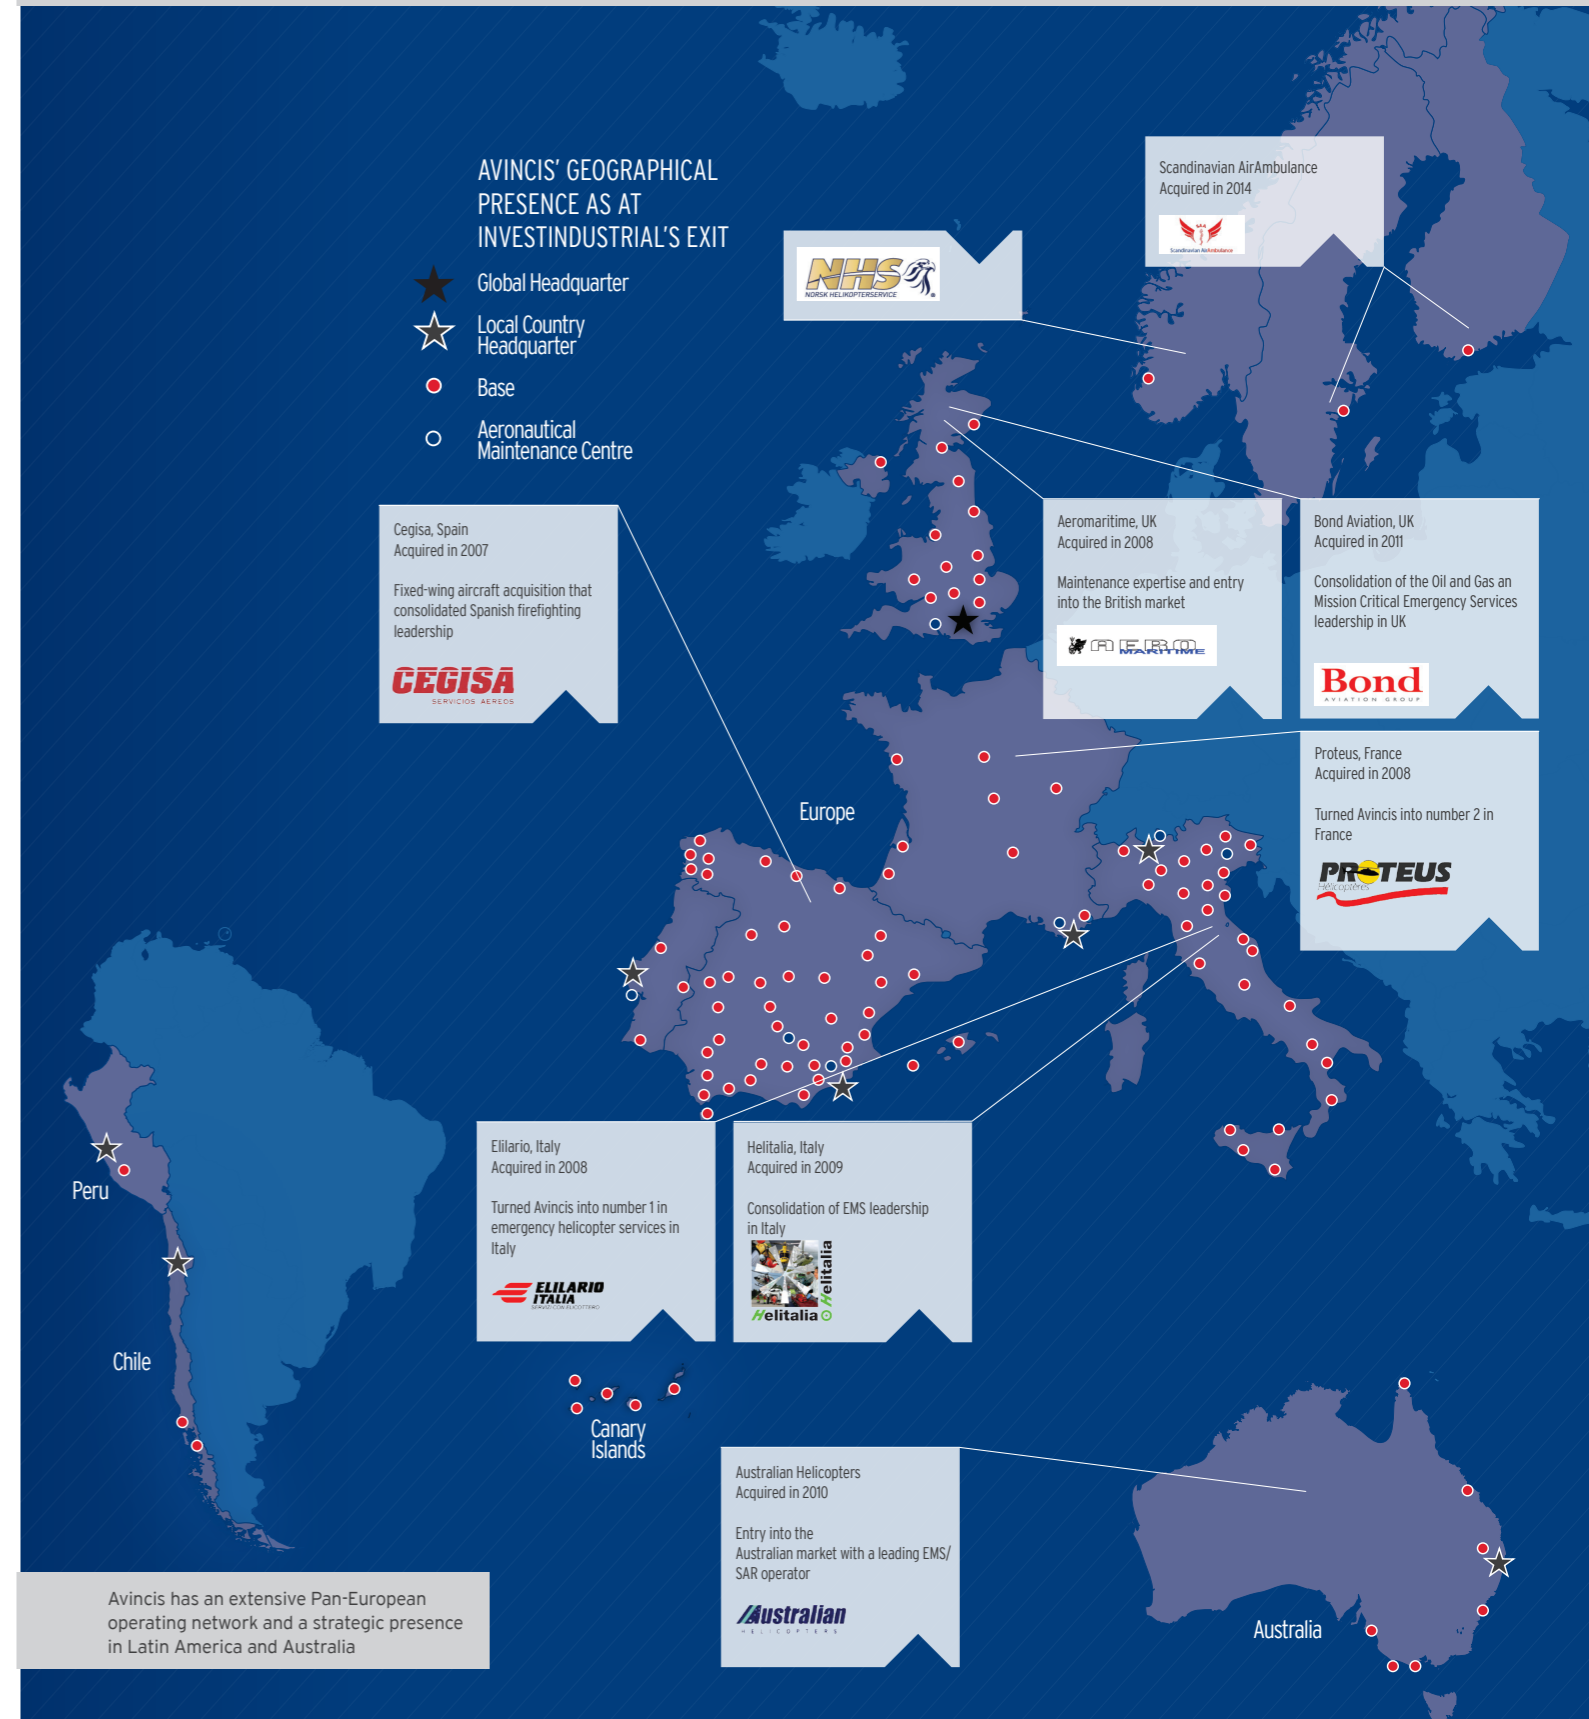 AVINCIS' GEOGRAPHICAL
PRESENCE AS AT
INVESTINDUSTRIAL'S EXIT
Global Headquarter
Local Country
Headquarter
Base
Aeronautical
Maintenance Centre
Scandinavian AirAmbulance
Acquired in 2014
SAA
Scandinavian AirAmbulance
NHS
NORSK HELIKOPTERSERVICE
Cegisa, Spain
Acquired in 2007
Fixed-wing aircraft acquisition that
consolidated Spanish firefighting
leadership
CEGISA
SERVICIOS AEREOS
Aeromaritime, UK
Acquired in 2008
Maintenance expertise and entry
into the British market
AERO
MARITIME
Bond Aviation, UK
Acquired in 2011
Consolidation of the Oil and Gas an
Mission Critical Emergency Services
leadership in UK
Bond
AVIATION GROUP
Proteus, France
Acquired in 2008
Turned Avincis into number 2 in
France
PROTEUS
Hélicoptères
Europe
Peru
Chile
Elilario, Italy
Acquired in 2008
Turned Avincis into number 1 in
emergency helicopter services in
Italy
ELILARIO
ITALIA
SERVIZI CON ELICOTTERO
Helitalia, Italy
Acquired in 2009
Consolidation of EMS leadership
in Italy
Helitalia
Helitalia
Canary
Islands
Australian Helicopters
Acquired in 2010
Entry into the
Australian market with a leading EMS/
SAR operator
Australian
HELICOPTERS
Australia
Avincis has an extensive Pan-European
operating network and a strategic presence
in Latin America and Australia